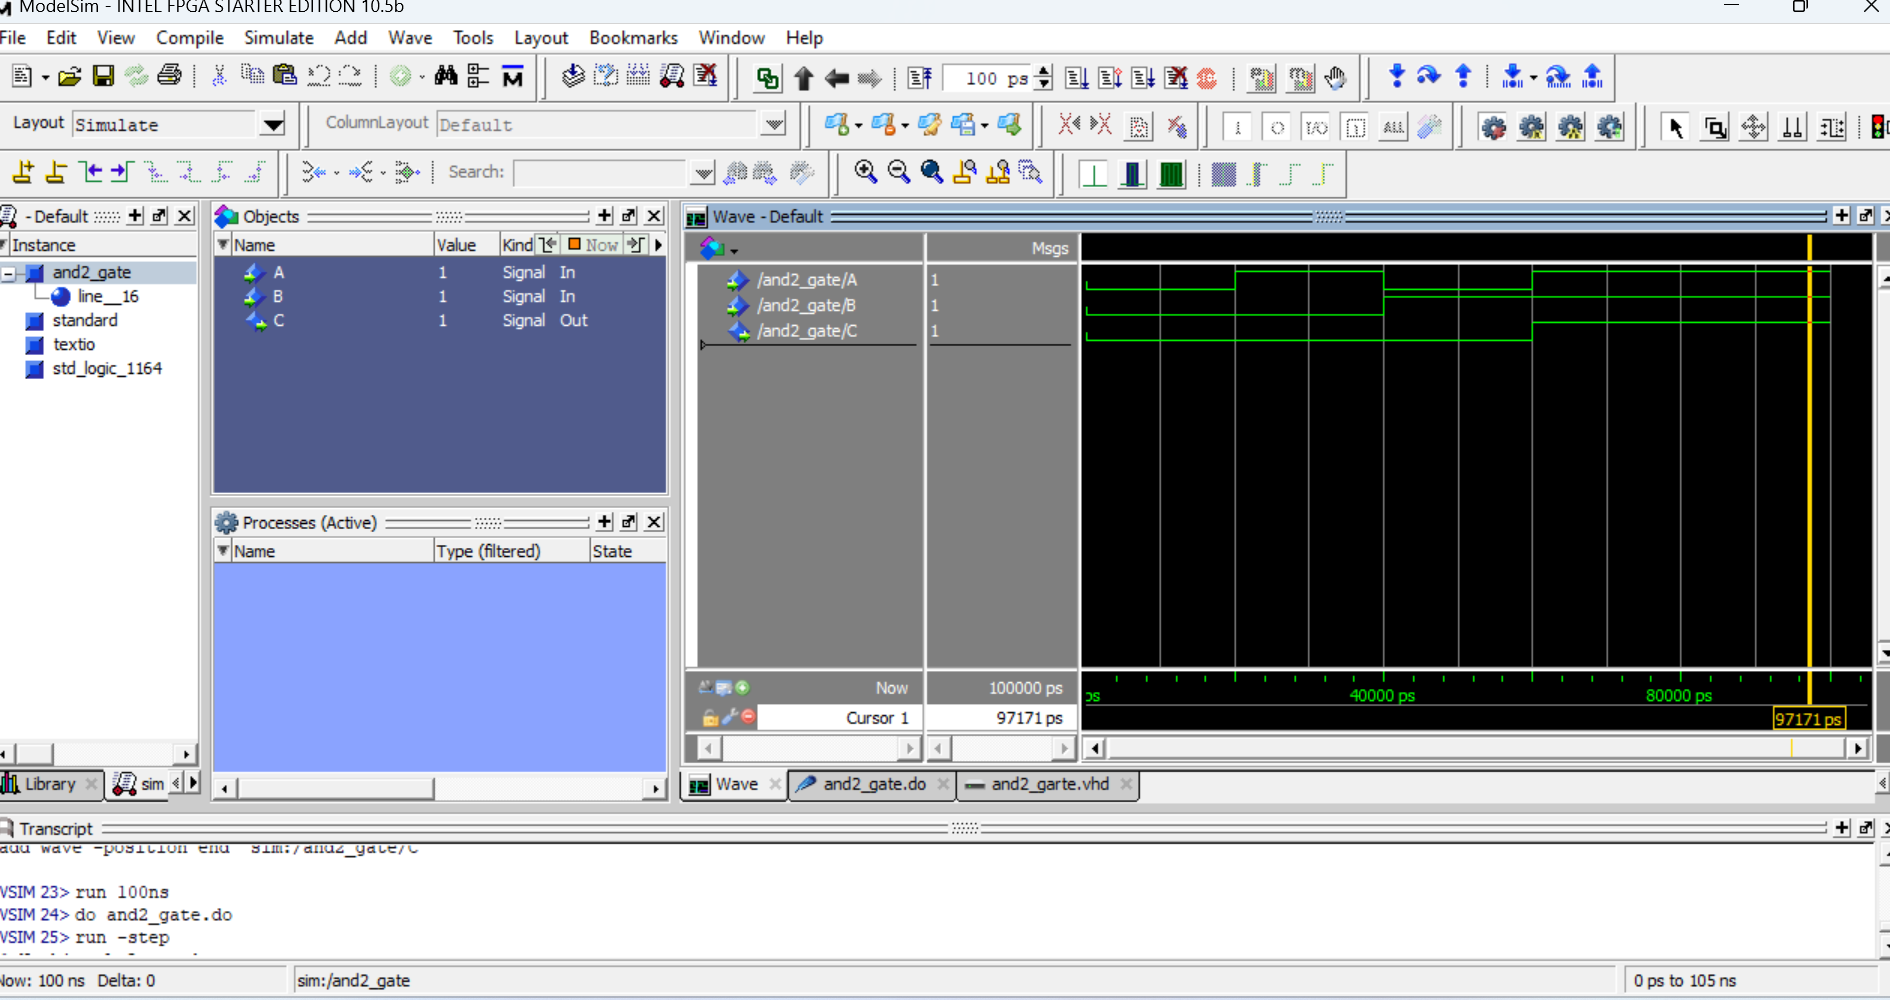 ModelSim - INTEL FPGA STARTER EDITION 10.5b
File Edit View Compile Simulate Add Wave Tools Layout Bookmarks Window Help
100 ps
Layout Simulate ColumnLayout Default
ALL
Search:
- Default
Instance
and2_gate
line__16
standard
textio
std_logic_1164
Library sim
Objects
Name Value Kind Now
A 1 Signal In
B 1 Signal In
C 1 Signal Out
Processes (Active)
Name Type (filtered) State
Wave - Default
Msgs
/and2_gate/A 1
/and2_gate/B 1
/and2_gate/C 1
Now 100000 ps
ps 40000 ps 80000 ps
Cursor 1 97171 ps
97171 ps
Wave and2_gate.do and2_garte.vhd
Transcript
add wave -position end sim:/and2_gate/C
VSIM 23> run 100ns
VSIM 24> do and2_gate.do
VSIM 25> run -step
Now: 100 ns Delta: 0 sim:/and2_gate 0 ps to 105 ns